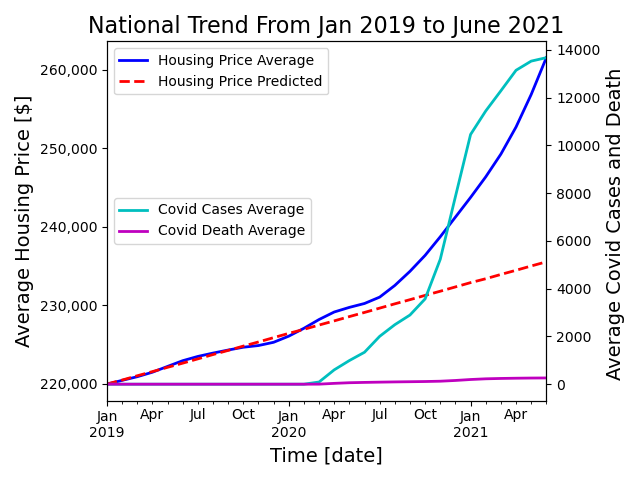 National Trend From Jan 2019 to June 2021
Housing Price Average
Housing Price Predicted
Covid Cases Average
Covid Death Average
Average Housing Price [$]
260,000
250,000
240,000
230,000
220,000
Average Covid Cases and Death
14000
12000
10000
8000
6000
4000
2000
0
Jan Apr Jul Oct Jan Apr Jul Oct Jan Apr
2019 2020 2021
Time [date]